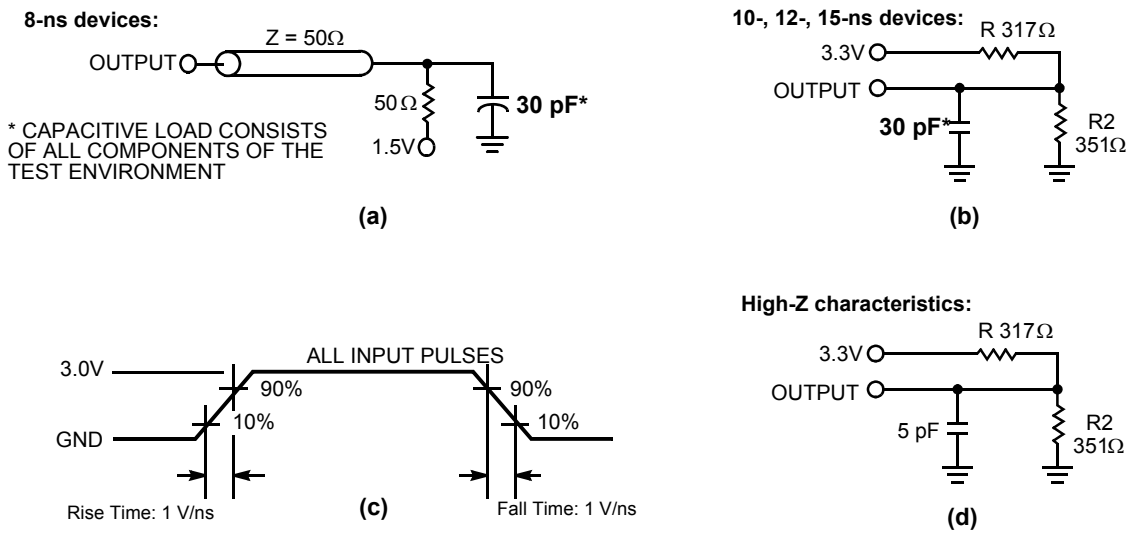 8-ns devices:
Z = 50Ω
OUTPUT
50Ω
30 pF*
1.5V
* CAPACITIVE LOAD CONSISTS
OF ALL COMPONENTS OF THE
TEST ENVIRONMENT
(a)
10-, 12-, 15-ns devices:
R 317Ω
3.3V
OUTPUT
30 pF*
R2
351Ω
(b)
ALL INPUT PULSES
3.0V
90%
90%
10%
10%
GND
Rise Time: 1 V/ns
(c)
Fall Time: 1 V/ns
High-Z characteristics:
R 317Ω
3.3V
OUTPUT
5 pF
R2
351Ω
(d)